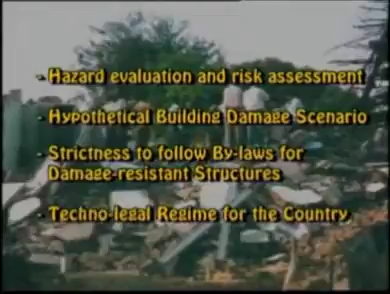 - Hazard evaluation and risk assessment
- Hypothetical Building Damage Scenario
- Strictness to follow By-laws for
Damage-resistant Structures
- Techno-legal Regime for the Country